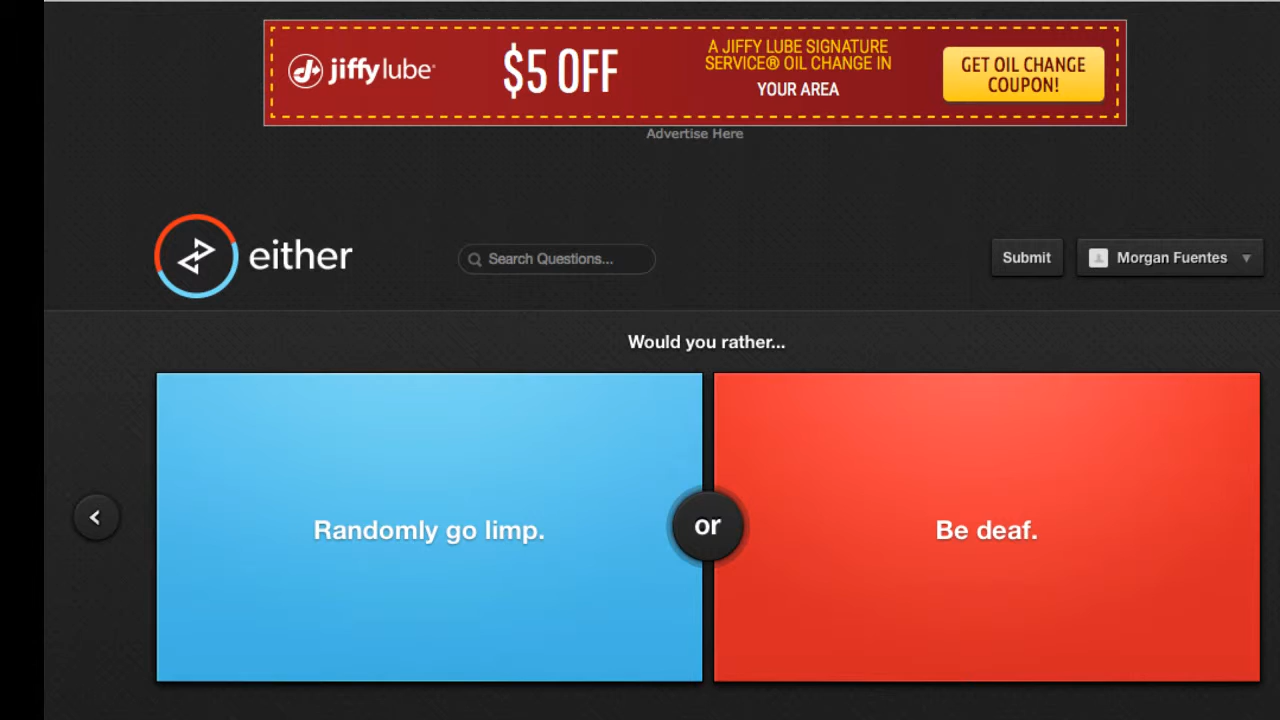 jiffy lube®
$5 OFF
A JIFFY LUBE SIGNATURE
SERVICE® OIL CHANGE IN
YOUR AREA
GET OIL CHANGE
COUPON!
Advertise Here
either
Search Questions...
Submit
Morgan Fuentes
Would you rather...
Randomly go limp.
or
Be deaf.